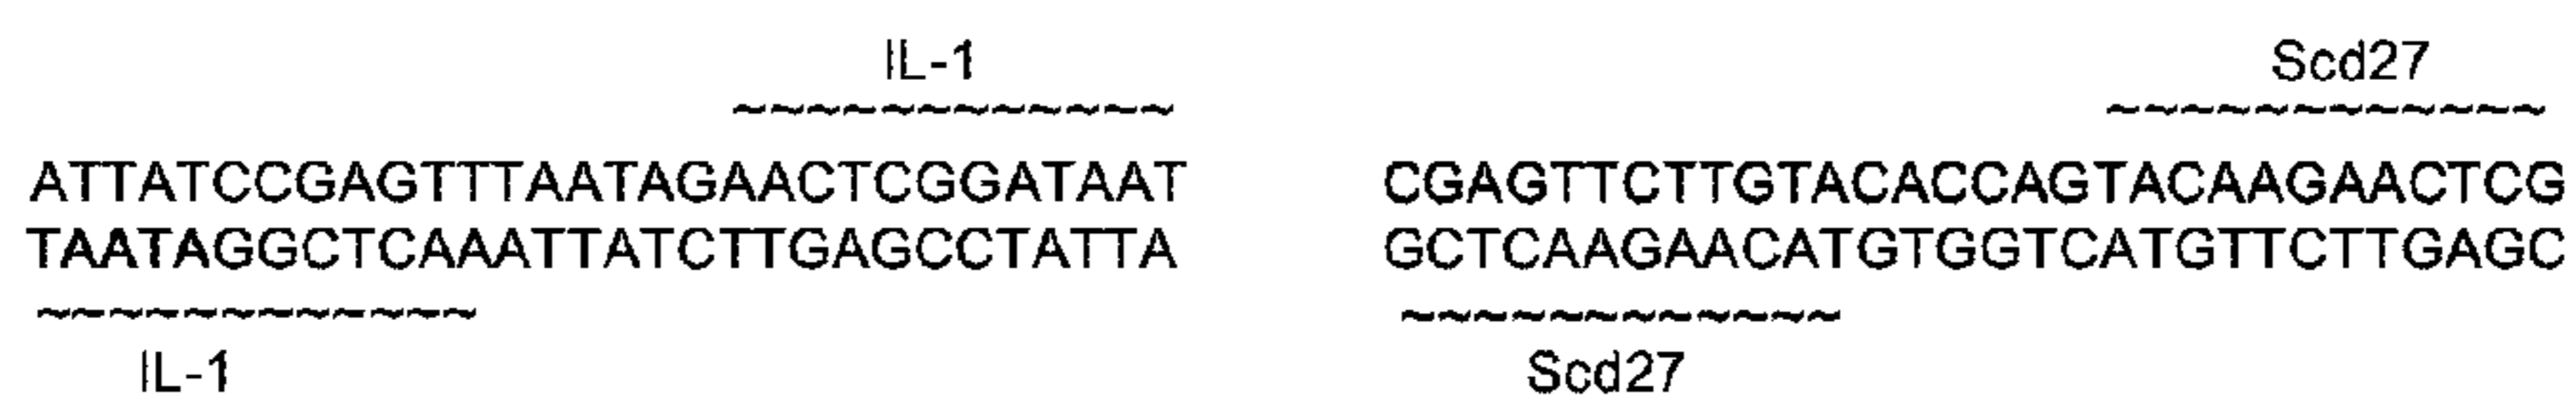 IL-1 Scd27
~~~~~~~~~~~~ ~~~~~~~~~~~~
ATTATCCGAGTTTAATAGAACTCGGATAAT CGAGTTCTTGTACACCAGTACAAGAACTCG
TAATAGGCTCAAATTATCTTGAGCCTATTA GCTCAAGAACATGTGGTCATGTTCTTGAGC
~~~~~~~~~~~~ ~~~~~~~~~~~~
IL-1 Scd27